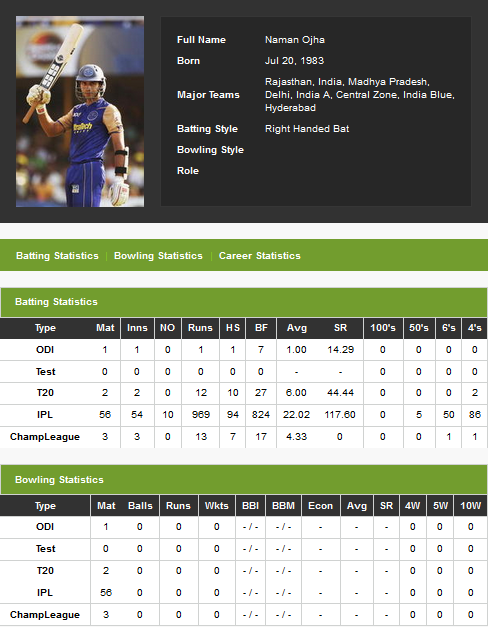 Full Name Naman Ojha
Born Jul 20, 1983
Major Teams Rajasthan, India, Madhya Pradesh,
Delhi, India A, Central Zone, India Blue,
Hyderabad
Batting Style Right Handed Bat
Bowling Style
Role
Batting Statistics | Bowling Statistics | Career Statistics
Batting Statistics
Type Mat Inns NO Runs HS BF Avg SR 100's 50's 6's 4's
ODI 1 1 0 1 1 7 1.00 14.29 0 0 0 0
Test 0 0 0 0 0 0 - - 0 0 0 0
T20 2 2 0 12 10 27 6.00 44.44 0 0 0 2
IPL 56 54 10 969 94 824 22.02 117.60 0 5 50 86
ChampLeague 3 3 0 13 7 17 4.33 0 0 0 1 1
Bowling Statistics
Type Mat Balls Runs Wkts BBI BBM Econ Avg SR 4W 5W 10W
ODI 1 0 0 0 - / - - / - - - - 0 0 0
Test 0 0 0 0 - / - - / - - - - 0 0 0
T20 2 0 0 0 - / - - / - - - - 0 0 0
IPL 56 0 0 0 - / - - / - - - - 0 0 0
ChampLeague 3 0 0 0 - / - - / - - - - 0 0 0